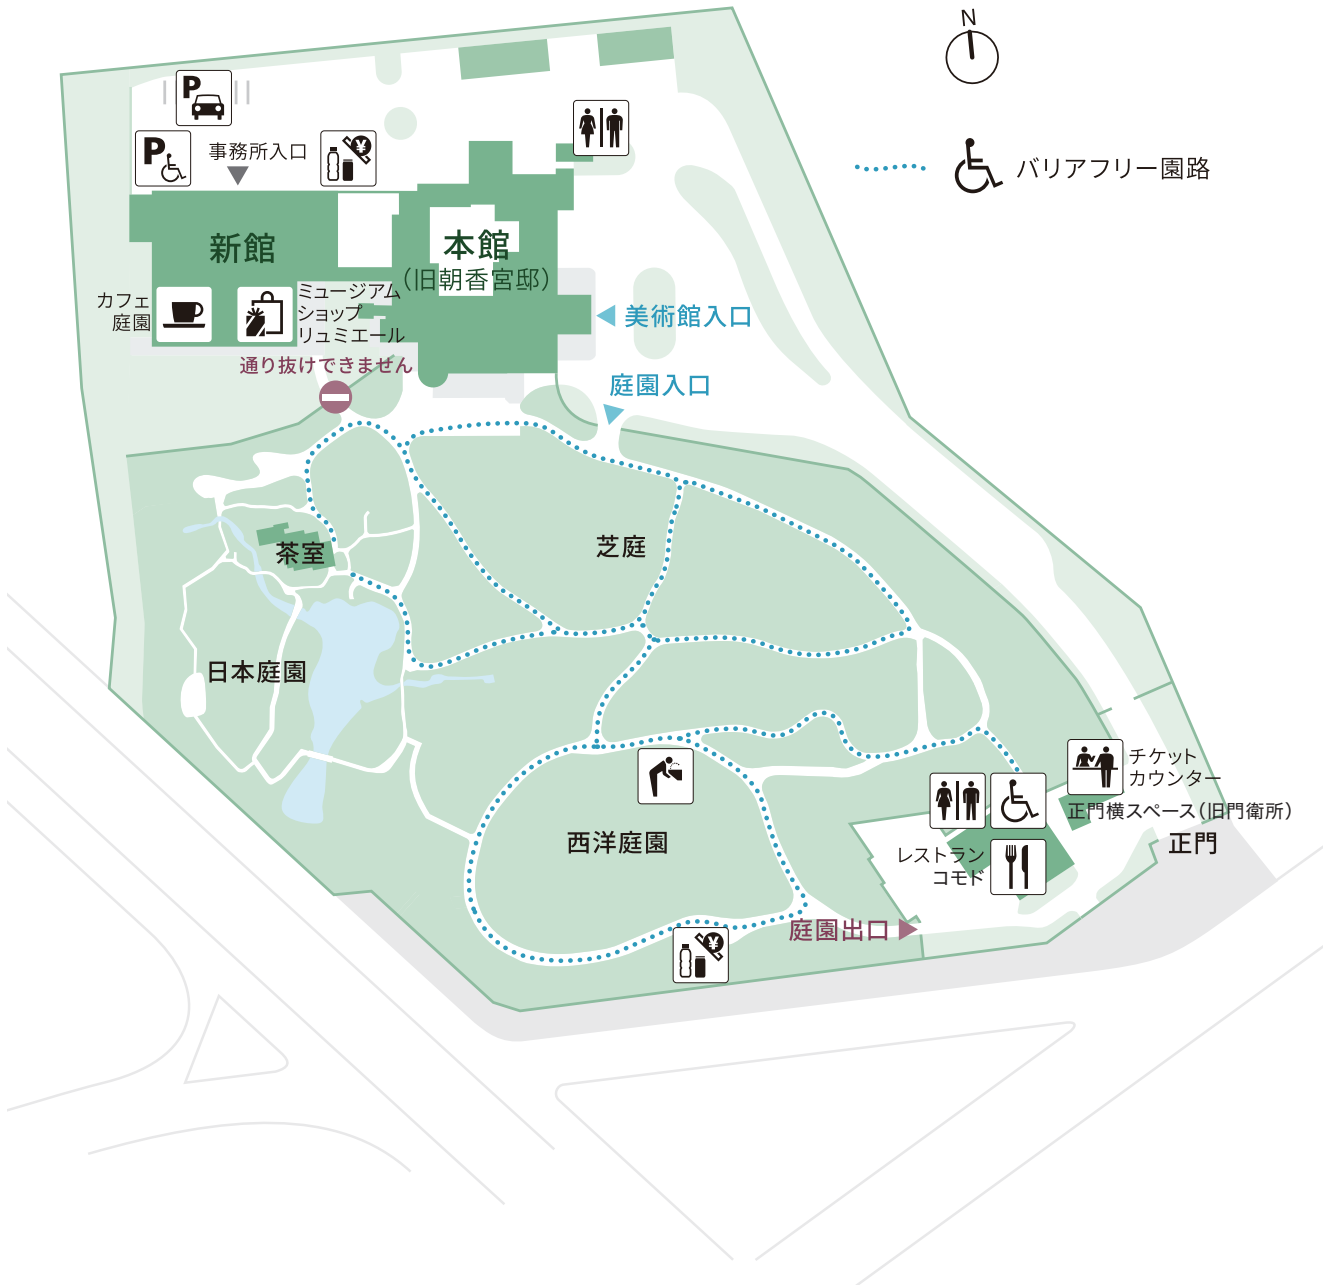 N
バリアフリー園路
P
P
事務所入口
¥
新館
本館
（旧朝香宮邸）
カフェ
庭園
ミュージアム
ショップ
リュミエール
美術館入口
通り抜けできません
庭園入口
芝庭
茶室
日本庭園
西洋庭園
チケット
カウンター
正門横スペース（旧門衛所）
正門
レストラン
コモド
庭園出口
¥